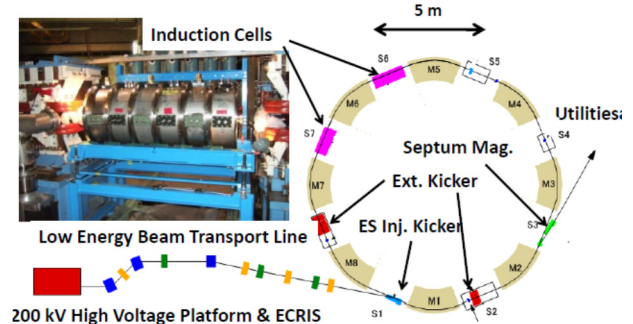 5 m
Induction Cells
S6
M5
S5
M6
M4
Utilitiesa
S7
S4
Septum Mag.
M7
Ext. Kicker
M3
ES Inj. Kicker
S3
Low Energy Beam Transport Line
M8
M2
M1
S2
S1
200 kV High Voltage Platform & ECRIS